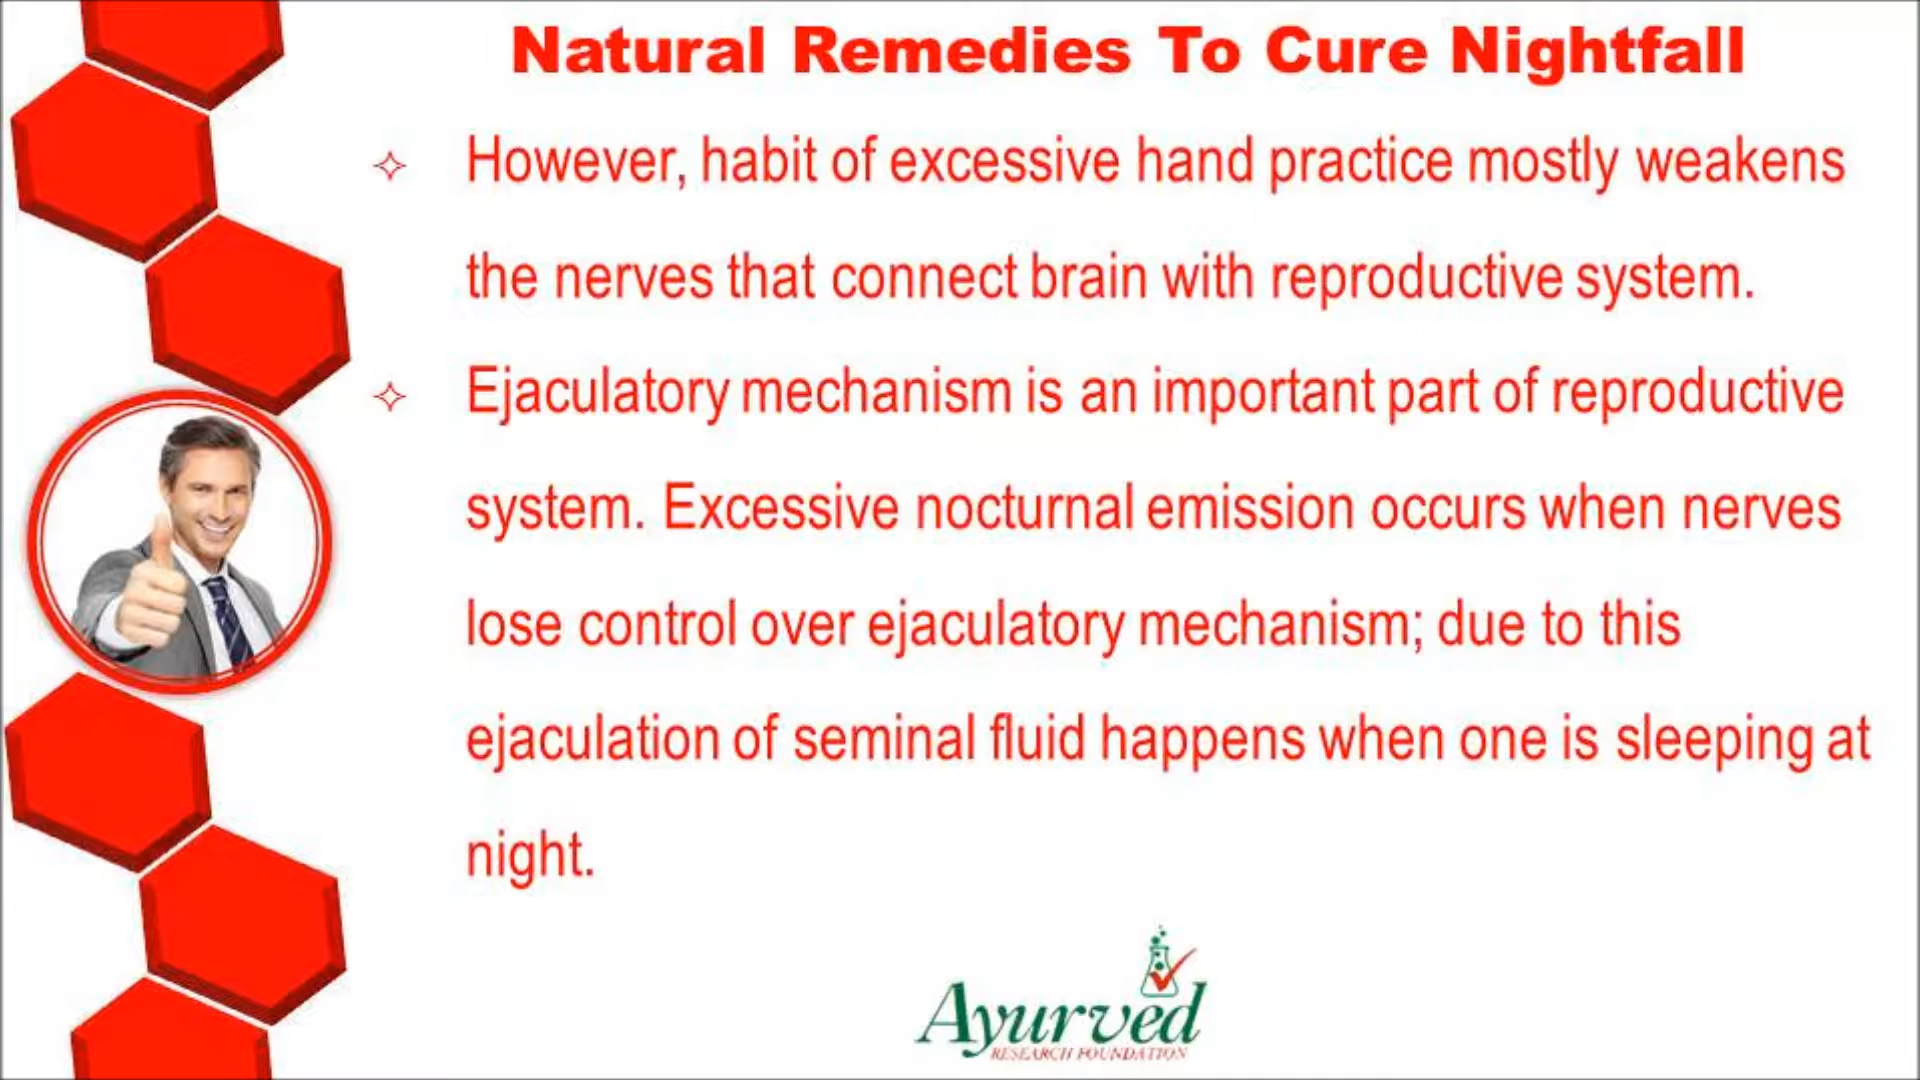 Natural Remedies To Cure Nightfall
However, habit of excessive hand practice mostly weakens
the nerves that connect brain with reproductive system.
Ejaculatory mechanism is an important part of reproductive
system. Excessive nocturnal emission occurs when nerves
lose control over ejaculatory mechanism; due to this
ejaculation of seminal fluid happens when one is sleeping at
night.
Ayurved
RESEARCH FOUNDATION